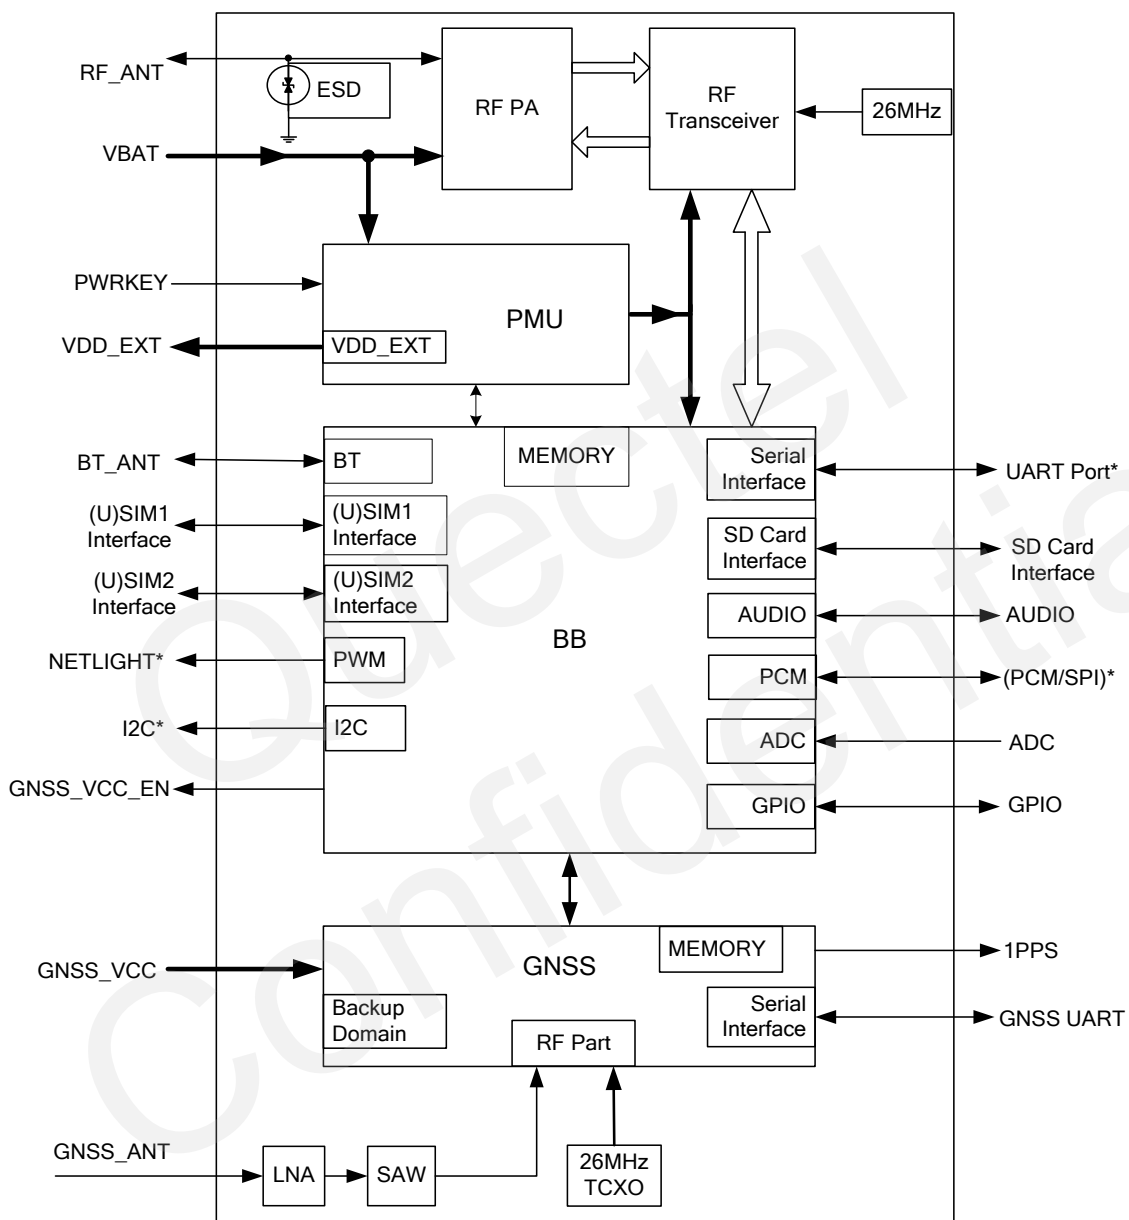 RF_ANT
ESD
RF PA
RF
Transceiver
26MHz
VBAT
PWRKEY
PMU
VDD_EXT
VDD_EXT
BT_ANT
BT
MEMORY
Serial
Interface
UART Port*
(U)SIM1
Interface
(U)SIM1
Interface
SD Card
Interface
SD Card
Interface
(U)SIM2
Interface
(U)SIM2
Interface
AUDIO
AUDIO
BB
NETLIGHT*
PWM
PCM
(PCM/SPI)*
I2C*
I2C
ADC
ADC
GNSS_VCC_EN
GPIO
GPIO
GNSS_VCC
GNSS
MEMORY
1PPS
Backup
Domain
Serial
Interface
GNSS UART
RF Part
GNSS_ANT
LNA
SAW
26MHz
TCXO
Quectel
Confidential